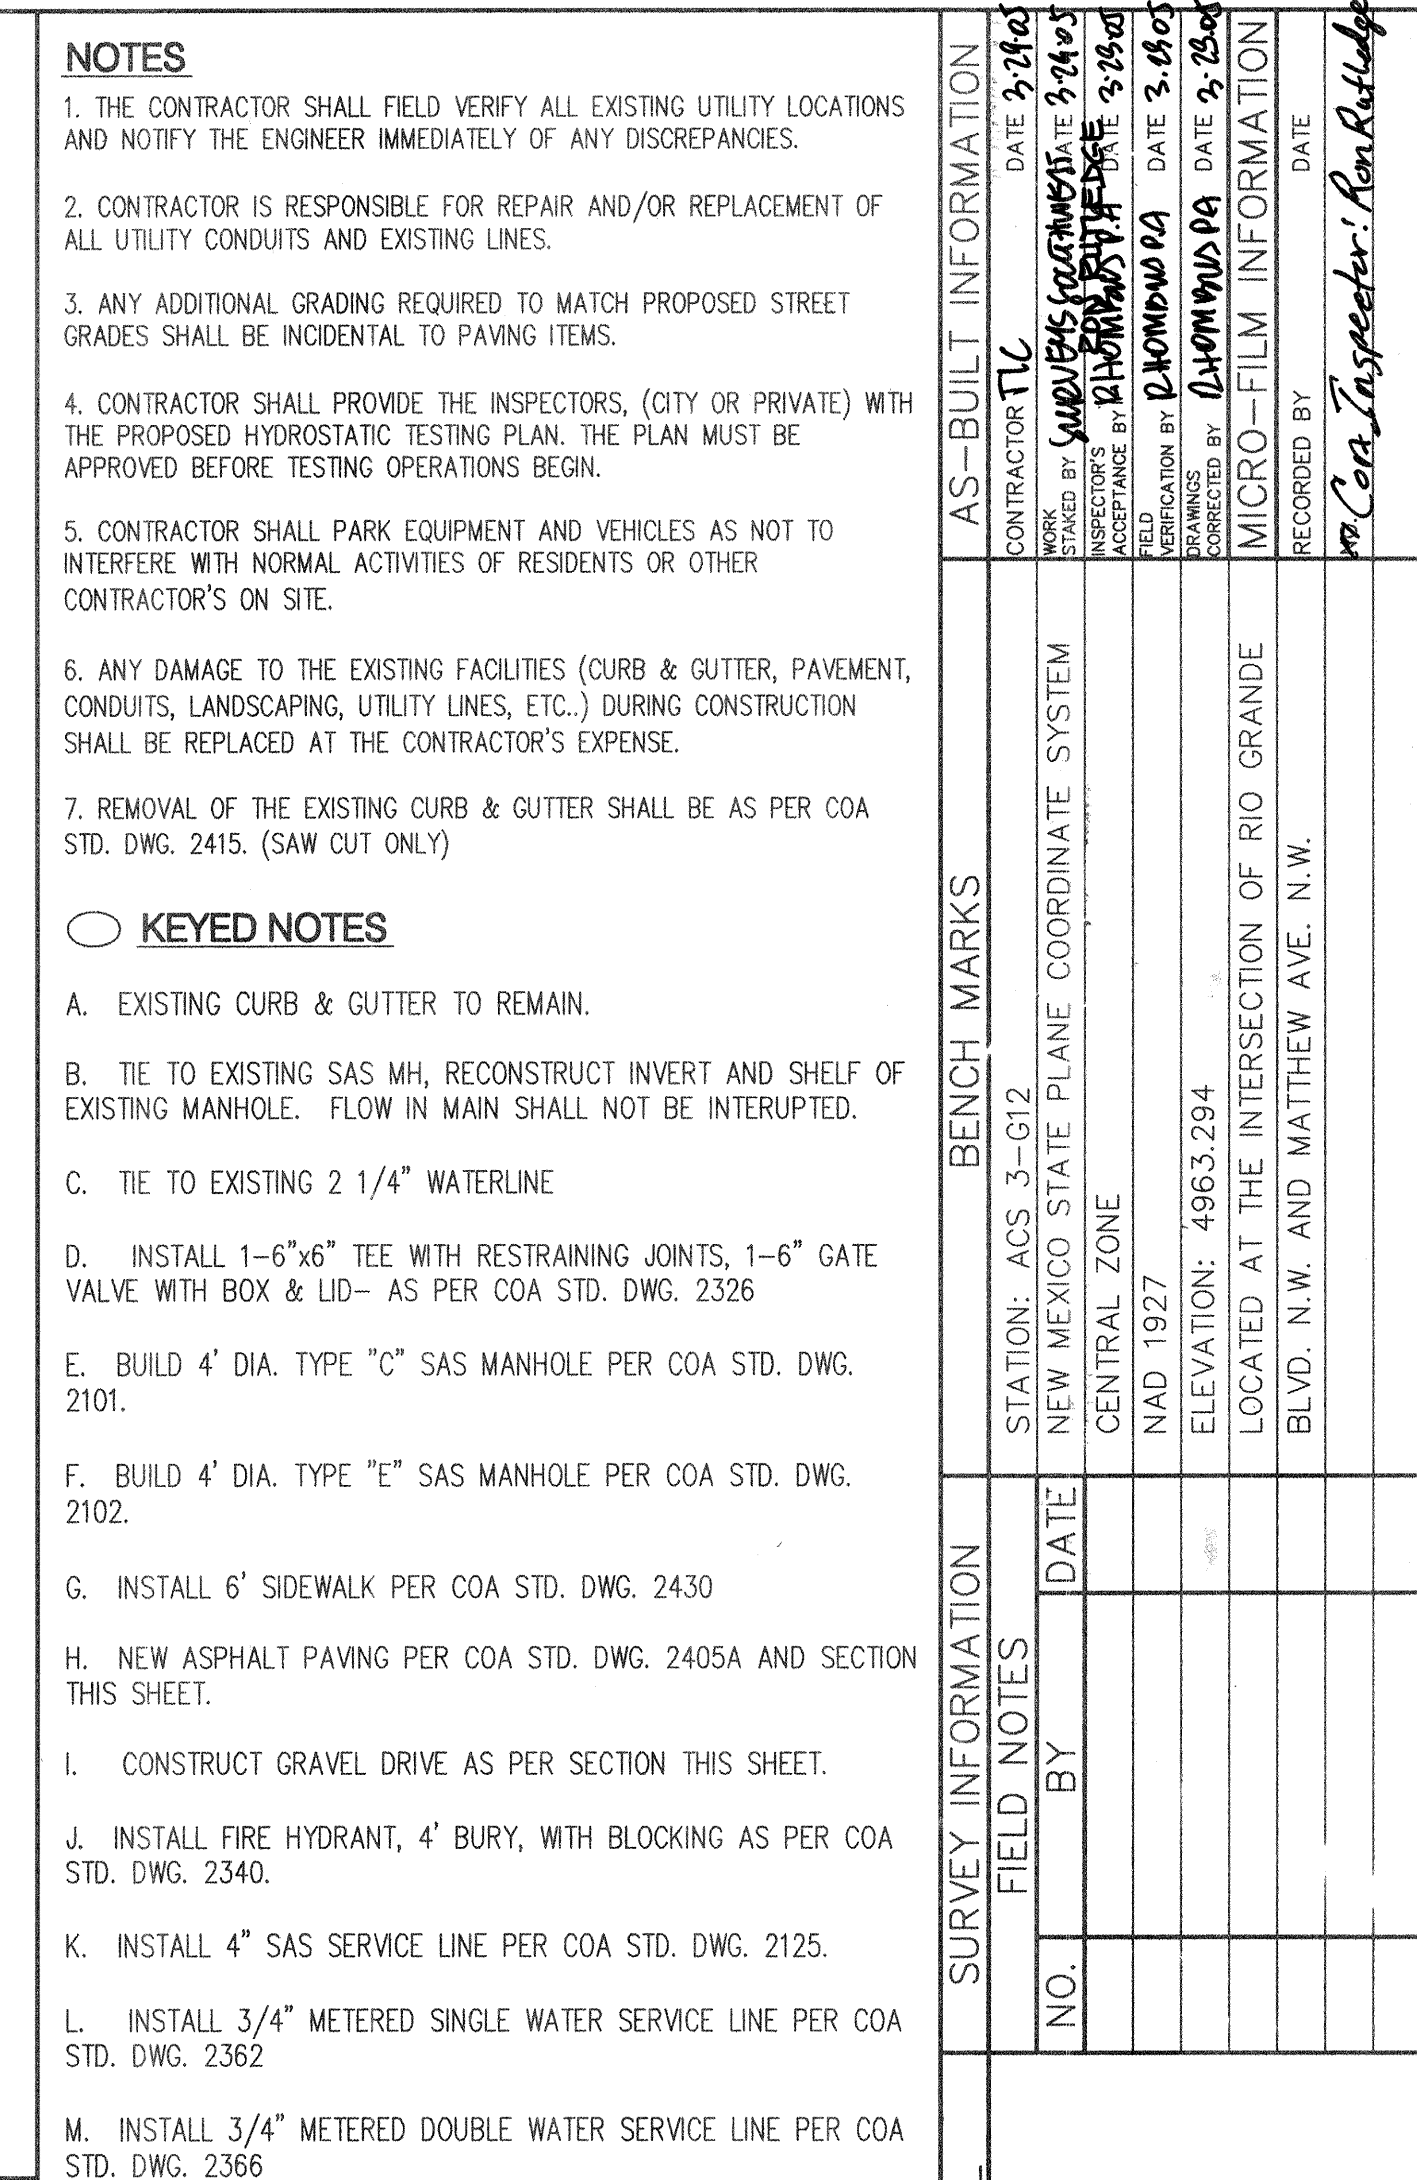 NOTES
1. THE CONTRACTOR SHALL FIELD VERIFY ALL EXISTING UTILITY LOCATIONS
AND NOTIFY THE ENGINEER IMMEDIATELY OF ANY DISCREPANCIES.
2. CONTRACTOR IS RESPONSIBLE FOR REPAIR AND/OR REPLACEMENT OF
ALL UTILITY CONDUITS AND EXISTING LINES.
3. ANY ADDITIONAL GRADING REQUIRED TO MATCH PROPOSED STREET
GRADES SHALL BE INCIDENTAL TO PAVING ITEMS.
4. CONTRACTOR SHALL PROVIDE THE INSPECTORS, (CITY OR PRIVATE) WITH
THE PROPOSED HYDROSTATIC TESTING PLAN. THE PLAN MUST BE
APPROVED BEFORE TESTING OPERATIONS BEGIN.
5. CONTRACTOR SHALL PARK EQUIPMENT AND VEHICLES AS NOT TO
INTERFERE WITH NORMAL ACTIVITIES OF RESIDENTS OR OTHER
CONTRACTOR'S ON SITE.
6. ANY DAMAGE TO THE EXISTING FACILITIES (CURB & GUTTER, PAVEMENT,
CONDUITS, LANDSCAPING, UTILITY LINES, ETC..) DURING CONSTRUCTION
SHALL BE REPLACED AT THE CONTRACTOR'S EXPENSE.
7. REMOVAL OF THE EXISTING CURB & GUTTER SHALL BE AS PER COA
STD. DWG. 2415. (SAW CUT ONLY)
KEYED NOTES
A. EXISTING CURB & GUTTER TO REMAIN.
B. TIE TO EXISTING SAS MH, RECONSTRUCT INVERT AND SHELF OF
EXISTING MANHOLE. FLOW IN MAIN SHALL NOT BE INTERUPTED.
C. TIE TO EXISTING 2 1/4" WATERLINE
D. INSTALL 1-6"x6" TEE WITH RESTRAINING JOINTS, 1-6" GATE
VALVE WITH BOX & LID- AS PER COA STD. DWG. 2326
E. BUILD 4' DIA. TYPE "C" SAS MANHOLE PER COA STD. DWG.
2101.
F. BUILD 4' DIA. TYPE "E" SAS MANHOLE PER COA STD. DWG.
2102.
G. INSTALL 6' SIDEWALK PER COA STD. DWG. 2430
H. NEW ASPHALT PAVING PER COA STD. DWG. 2405A AND SECTION
THIS SHEET.
I. CONSTRUCT GRAVEL DRIVE AS PER SECTION THIS SHEET.
J. INSTALL FIRE HYDRANT, 4' BURY, WITH BLOCKING AS PER COA
STD. DWG. 2340.
K. INSTALL 4" SAS SERVICE LINE PER COA STD. DWG. 2125.
L. INSTALL 3/4" METERED SINGLE WATER SERVICE LINE PER COA
STD. DWG. 2362
M. INSTALL 3/4" METERED DOUBLE WATER SERVICE LINE PER COA
STD. DWG. 2366
AS-BUILT INFORMATION
CONTRACTOR TLC DATE 3-29-05
WORK
STAKED BY SURVEYS SOUTHWEST DATE 3-29-05
RON RUTLEDGE
INSPECTOR'S
ACCEPTANCE BY RHOMBUS P.A DATE 3-29-05
FIELD
VERIFICATION BY RHOMBUS P.A DATE 3-29-05
DRAWINGS
CORRECTED BY RHOMBUS PA DATE 3-29-05
MICRO-FILM INFORMATION
RECORDED BY DATE
COA Inspector: Ron Rutledge
BENCH MARKS
STATION: ACS 3-G12
NEW MEXICO STATE PLANE COORDINATE SYSTEM
CENTRAL ZONE
NAD 1927
ELEVATION: 4963.294
LOCATED AT THE INTERSECTION OF RIO GRANDE
BLVD. N.W. AND MATTHEW AVE. N.W.
SURVEY INFORMATION
FIELD NOTES
NO. BY DATE